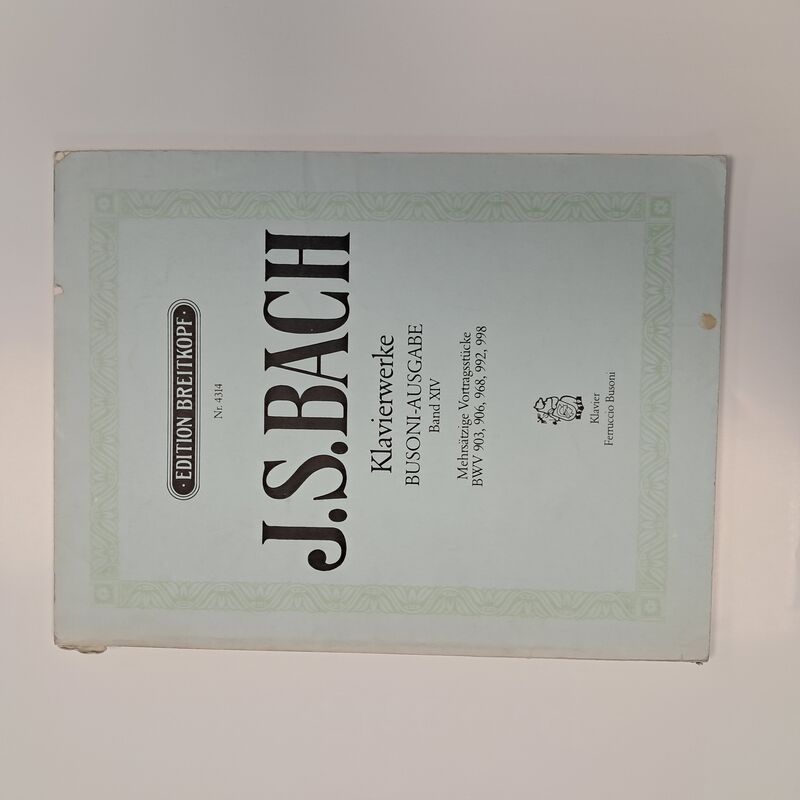 ·EDITION BREITKOPF·
Nr. 4314
J.S.BACH
Klavierwerke
BUSONI-AUSGABE
Band XIV
Mehrsätzige Vortragsstücke
BWV 903, 906, 968, 992, 998
Klavier
Ferruccio Busoni